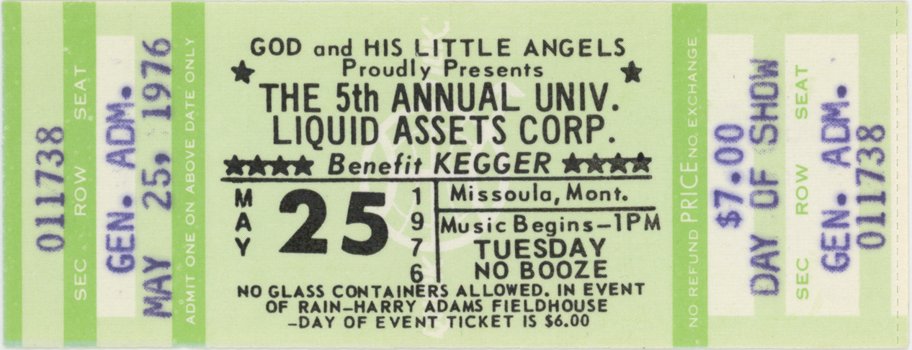 011738
SEC ROW SEAT
GEN. ADM.
MAY 25, 1976
ADMIT ONE ON ABOVE DATE ONLY
GOD and HIS LITTLE ANGELS
★ Proudly Presents ★
THE 5th ANNUAL UNIV.
LIQUID ASSETS CORP.
★★★★ Benefit KEGGER ★★★★
MAY 25 1976
Missoula, Mont.
Music Begins–1PM
TUESDAY
NO BOOZE
NO GLASS CONTAINERS ALLOWED. IN EVENT
OF RAIN–HARRY ADAMS FIELDHOUSE
–DAY OF EVENT TICKET IS $6.00
NO REFUND PRICE NO. EXCHANGE
$7.00
DAY OF SHOW
SEC ROW SEAT
GEN. ADM.
011738